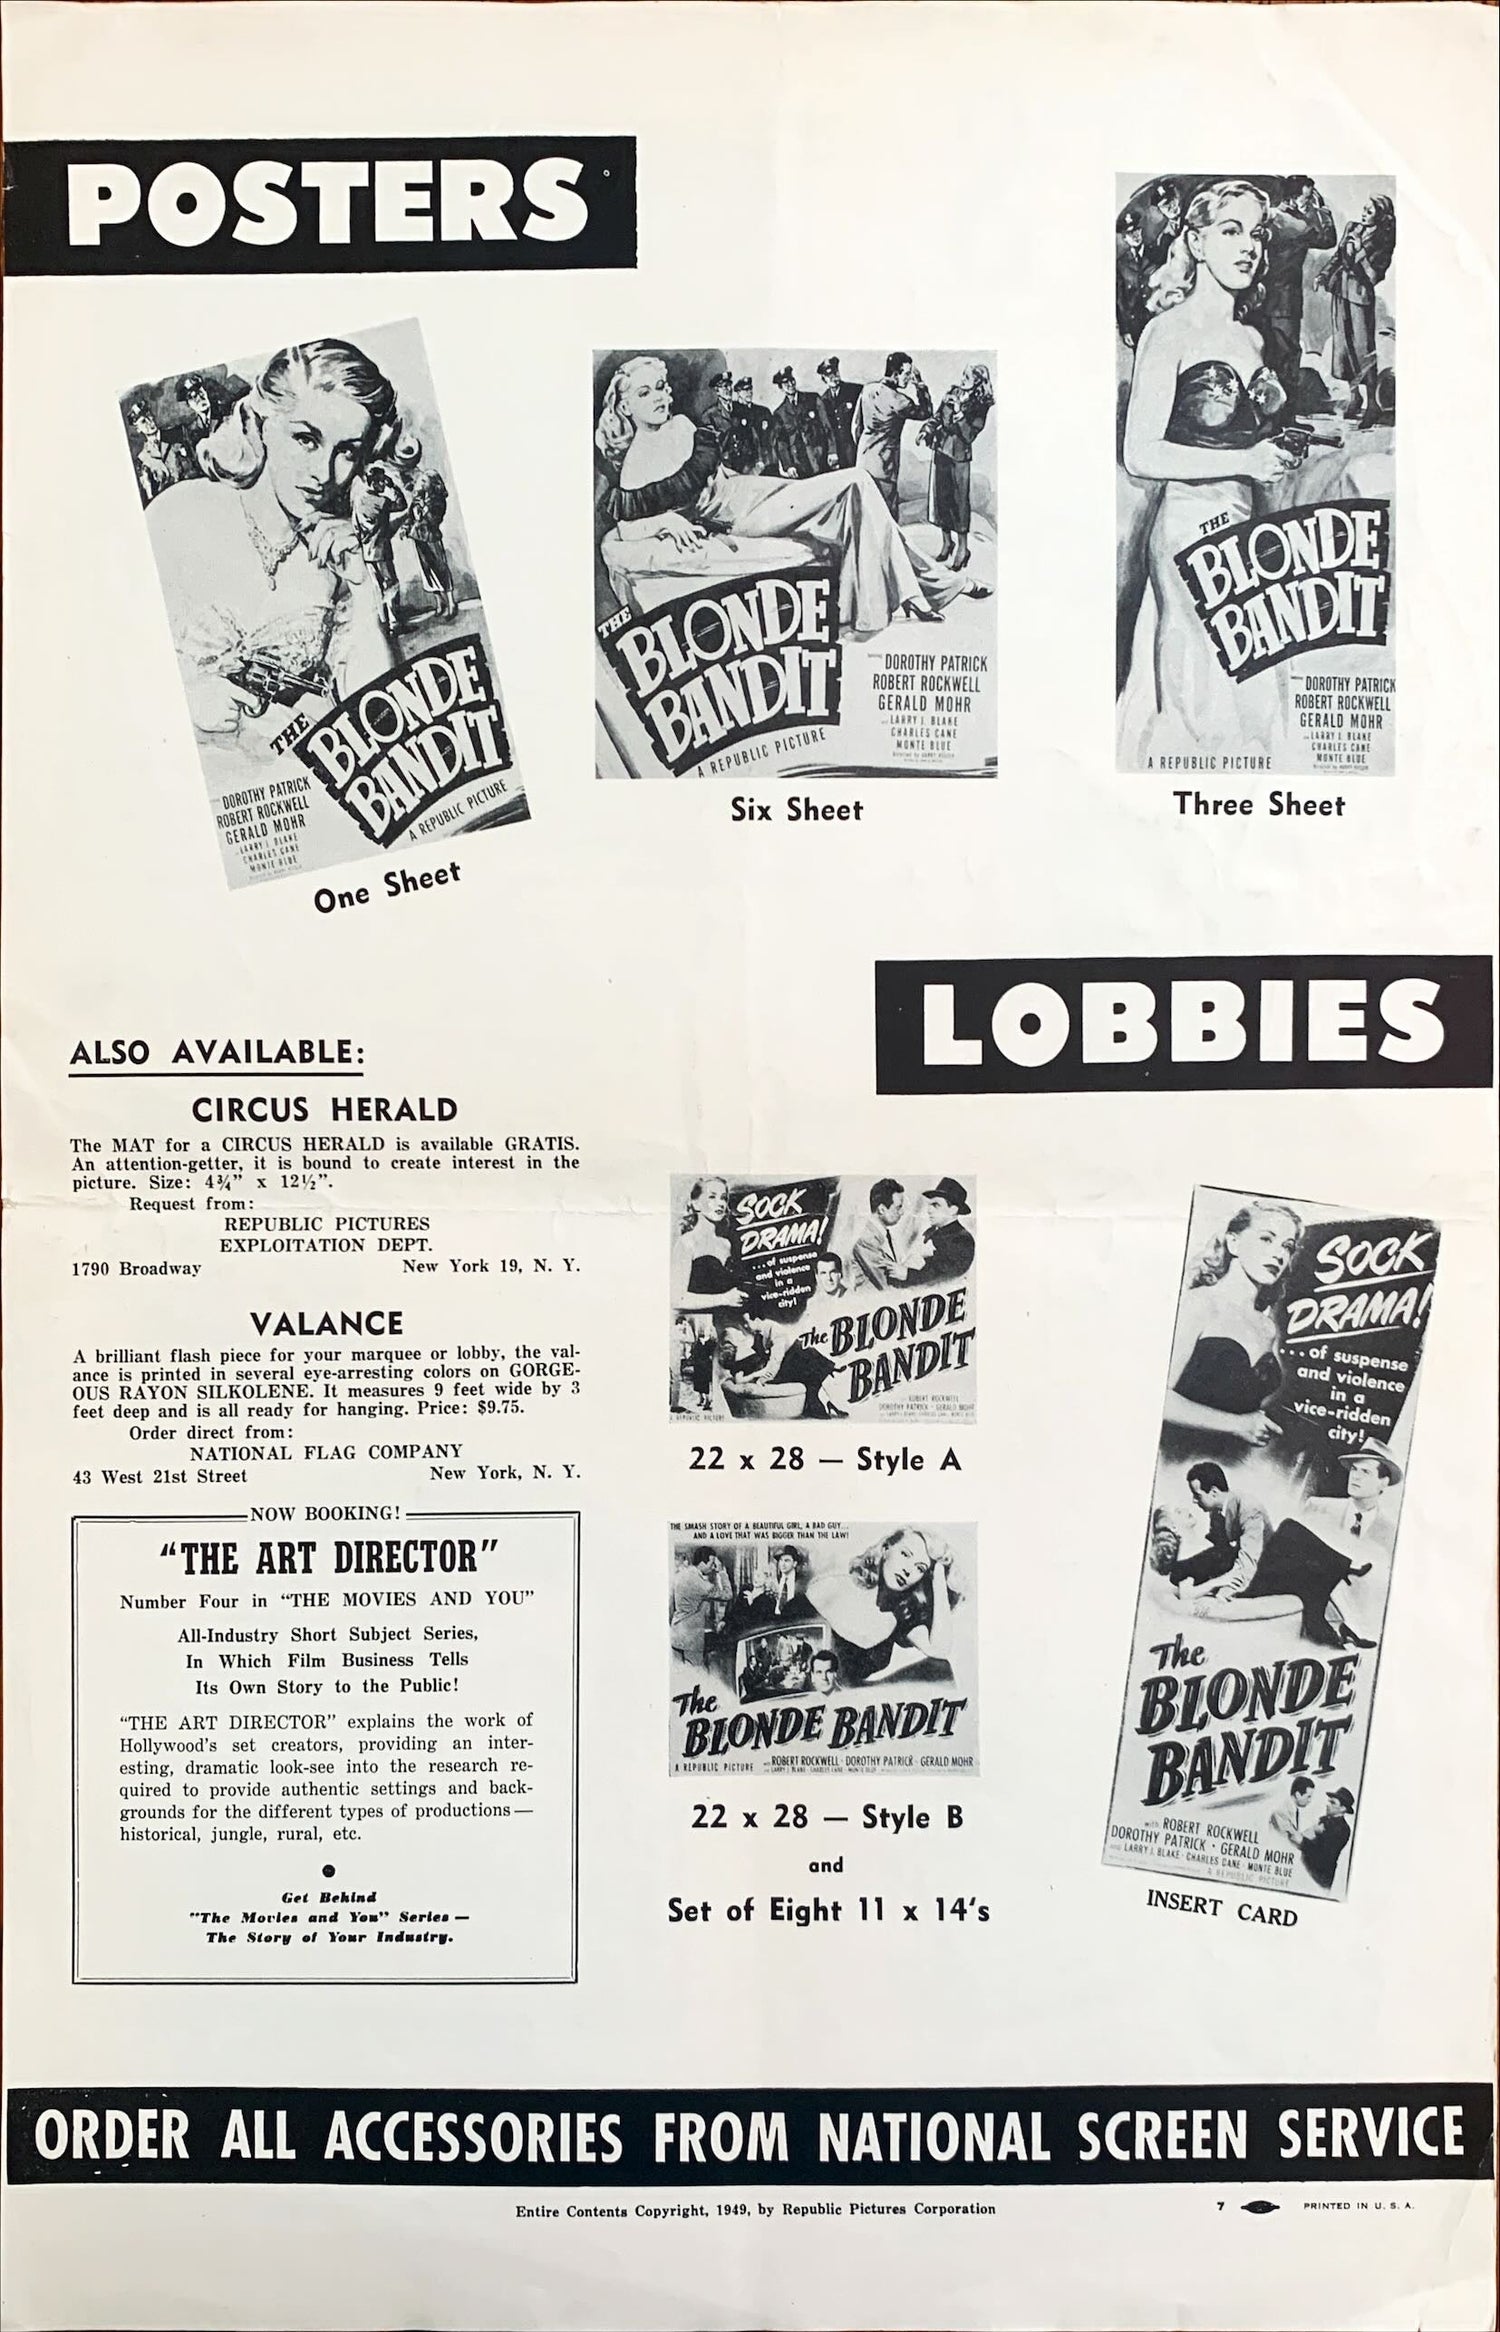 POSTERS
THE
BLONDE
BANDIT
DOROTHY PATRICK
ROBERT ROCKWELL
GERALD MOHR
LARRY J. BLAKE
CHARLES CANE
MONTE BLUE
A REPUBLIC PICTURE
One Sheet
THE
BLONDE
BANDIT
DOROTHY PATRICK
ROBERT ROCKWELL
GERALD MOHR
LARRY J. BLAKE
CHARLES CANE
MONTE BLUE
A REPUBLIC PICTURE
Six Sheet
THE
BLONDE
BANDIT
DOROTHY PATRICK
ROBERT ROCKWELL
GERALD MOHR
LARRY J. BLAKE
CHARLES CANE
MONTE BLUE
A REPUBLIC PICTURE
Three Sheet
ALSO AVAILABLE:
CIRCUS HERALD
The MAT for a CIRCUS HERALD is available GRATIS.
An attention-getter, it is bound to create interest in the
picture. Size: 4¾” x 12½”.
Request from:
REPUBLIC PICTURES
EXPLOITATION DEPT.
1790 Broadway New York 19, N. Y.
VALANCE
A brilliant flash piece for your marquee or lobby, the val-
ance is printed in several eye-arresting colors on GORGE-
OUS RAYON SILKOLENE. It measures 9 feet wide by 3
feet deep and is all ready for hanging. Price: $9.75.
Order direct from:
NATIONAL FLAG COMPANY
43 West 21st Street New York, N. Y.
NOW BOOKING!
“THE ART DIRECTOR”
Number Four in “THE MOVIES AND YOU”
All-Industry Short Subject Series,
In Which Film Business Tells
Its Own Story to the Public!
“THE ART DIRECTOR” explains the work of
Hollywood’s set creators, providing an inter-
esting, dramatic look-see into the research re-
quired to provide authentic settings and back-
grounds for the different types of productions—
historical, jungle, rural, etc.
Get Behind
“The Movies and You” Series —
The Story of Your Industry.
LOBBIES
SOCK
DRAMA!
...of suspense
and violence
in a
vice-ridden
city!
The BLONDE
BANDIT
ROBERT ROCKWELL
DOROTHY PATRICK · GERALD MOHR
A REPUBLIC PICTURE
22 x 28 — Style A
THE SMASH STORY OF A BEAUTIFUL GIRL, A BAD GUY...
AND A LOVE THAT WAS BIGGER THAN THE LAW!
The
BLONDE BANDIT
A REPUBLIC PICTURE
ROBERT ROCKWELL · DOROTHY PATRICK · GERALD MOHR
LARRY J. BLAKE · CHARLES CANE · MONTE BLUE
22 x 28 — Style B
and
Set of Eight 11 x 14’s
SOCK
DRAMA!
...of suspense
and violence
in a
vice-ridden
city!
The
BLONDE
BANDIT
with ROBERT ROCKWELL
DOROTHY PATRICK · GERALD MOHR
LARRY J. BLAKE · CHARLES CANE · MONTE BLUE
A REPUBLIC PICTURE
INSERT CARD
ORDER ALL ACCESSORIES FROM NATIONAL SCREEN SERVICE
Entire Contents Copyright, 1949, by Republic Pictures Corporation
7 PRINTED IN U. S. A.